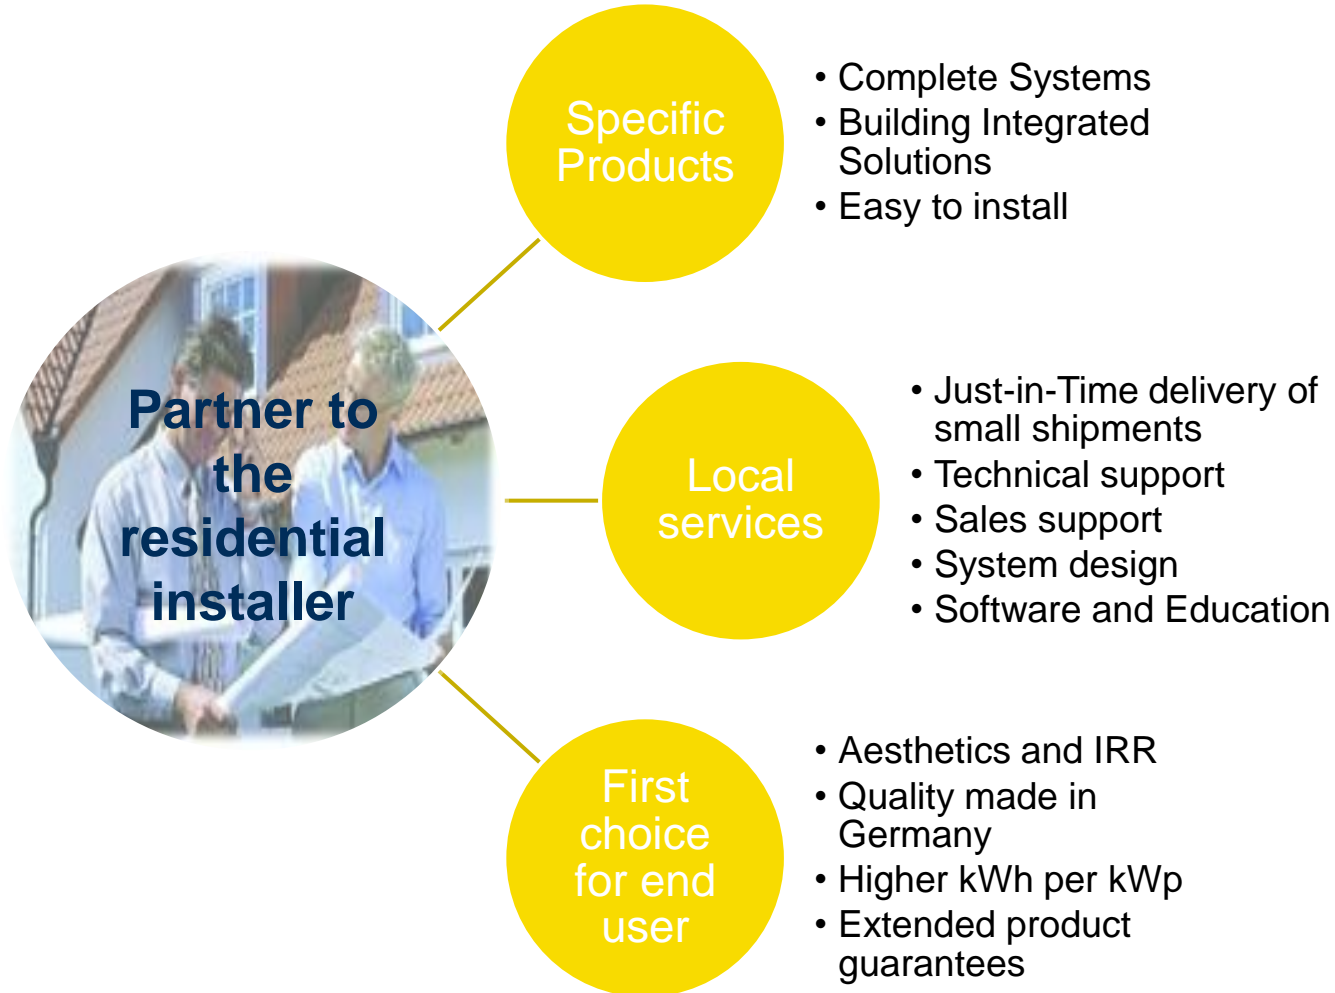 Specific
Products
• Complete Systems
• Building Integrated
Solutions
• Easy to install
Partner to
the
residential
installer
Local
services
• Just-in-Time delivery of
small shipments
• Technical support
• Sales support
• System design
• Software and Education
First
choice
for end
user
• Aesthetics and IRR
• Quality made in
Germany
• Higher kWh per kWp
• Extended product
guarantees